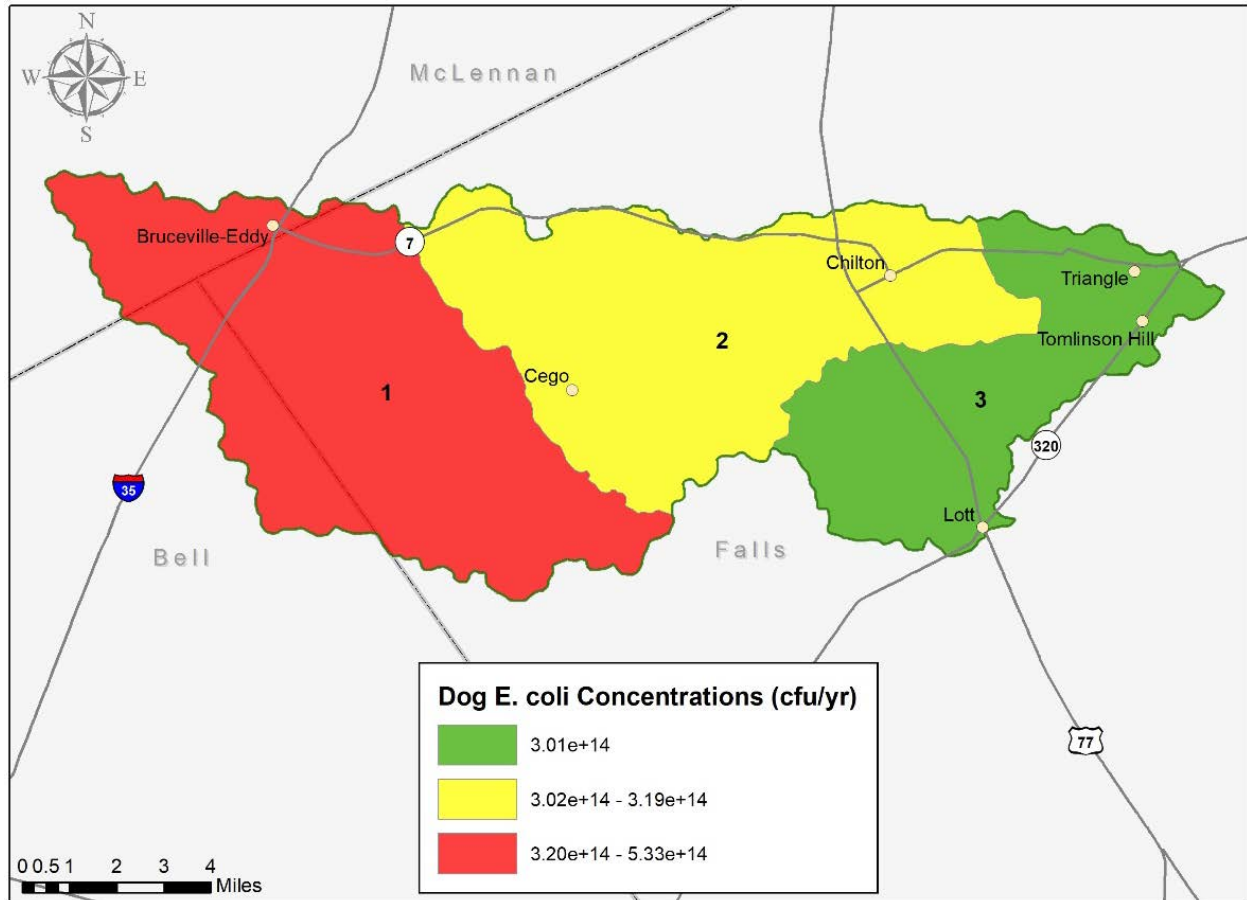 N
W E
S
McLennan
Bruceville-Eddy
7
Chilton
Triangle
Tomlinson Hill
2
Cego
1
3
320
35
Lott
Bell
Falls
Dog E. coli Concentrations (cfu/yr)
3.01e+14
3.02e+14 - 3.19e+14
3.20e+14 - 5.33e+14
77
0 0.5 1 2 3 4
Miles